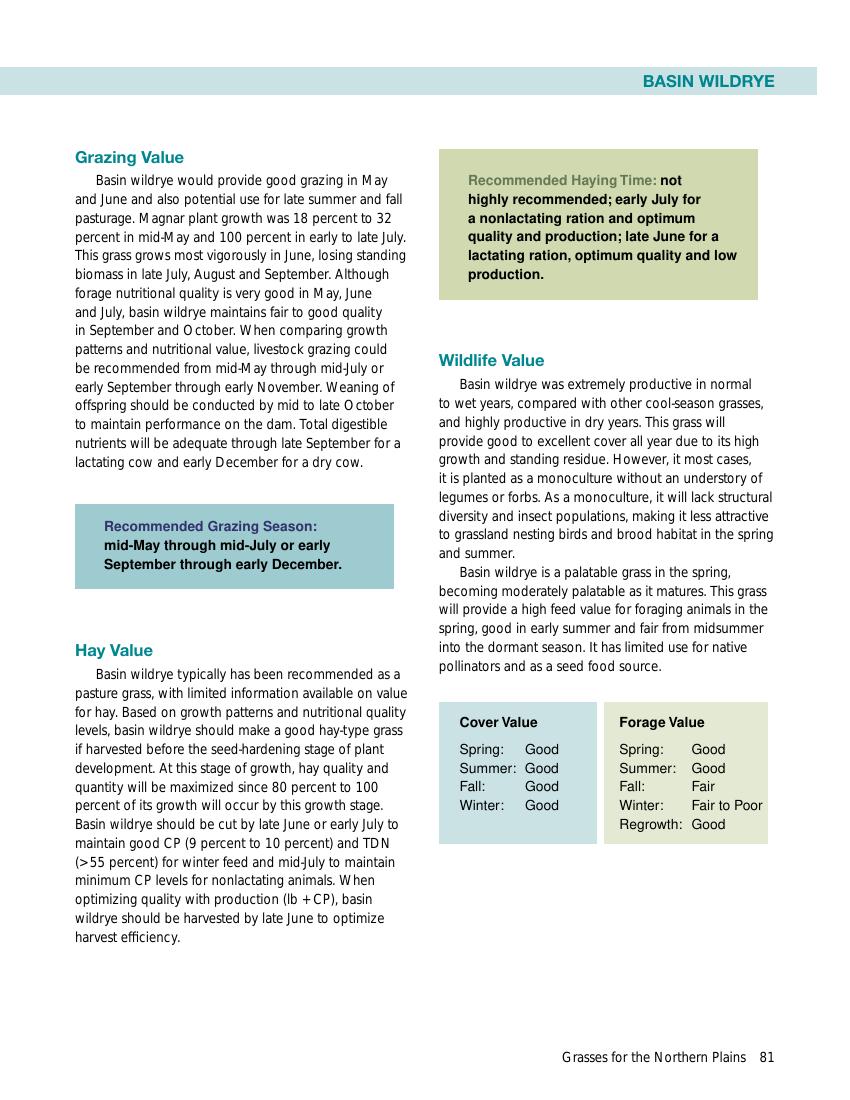 BASIN WILDRYE
Grazing Value
Basin wildrye would provide good grazing in May
and June and also potential use for late summer and fall
pasturage. Magnar plant growth was 18 percent to 32
percent in mid-May and 100 percent in early to late July.
This grass grows most vigorously in June, losing standing
biomass in late July, August and September. Although
forage nutritional quality is very good in May, June
and July, basin wildrye maintains fair to good quality
in September and October. When comparing growth
patterns and nutritional value, livestock grazing could
be recommended from mid-May through mid-July or
early September through early November. Weaning of
offspring should be conducted by mid to late October
to maintain performance on the dam. Total digestible
nutrients will be adequate through late September for a
lactating cow and early December for a dry cow.
Recommended Grazing Season:
mid-May through mid-July or early
September through early December.
Hay Value
Basin wildrye typically has been recommended as a
pasture grass, with limited information available on value
for hay. Based on growth patterns and nutritional quality
levels, basin wildrye should make a good hay-type grass
if harvested before the seed-hardening stage of plant
development. At this stage of growth, hay quality and
quantity will be maximized since 80 percent to 100
percent of its growth will occur by this growth stage.
Basin wildrye should be cut by late June or early July to
maintain good CP (9 percent to 10 percent) and TDN
(>55 percent) for winter feed and mid-July to maintain
minimum CP levels for nonlactating animals. When
optimizing quality with production (lb + CP), basin
wildrye should be harvested by late June to optimize
harvest efficiency.
Recommended Haying Time: not
highly recommended; early July for
a nonlactating ration and optimum
quality and production; late June for a
lactating ration, optimum quality and low
production.
Wildlife Value
Basin wildrye was extremely productive in normal
to wet years, compared with other cool-season grasses,
and highly productive in dry years. This grass will
provide good to excellent cover all year due to its high
growth and standing residue. However, it most cases,
it is planted as a monoculture without an understory of
legumes or forbs. As a monoculture, it will lack structural
diversity and insect populations, making it less attractive
to grassland nesting birds and brood habitat in the spring
and summer.
Basin wildrye is a palatable grass in the spring,
becoming moderately palatable as it matures. This grass
will provide a high feed value for foraging animals in the
spring, good in early summer and fair from midsummer
into the dormant season. It has limited use for native
pollinators and as a seed food source.
Cover Value
Spring: Good
Summer: Good
Fall: Good
Winter: Good
Forage Value
Spring: Good
Summer: Good
Fall: Fair
Winter: Fair to Poor
Regrowth: Good
Grasses for the Northern Plains 81